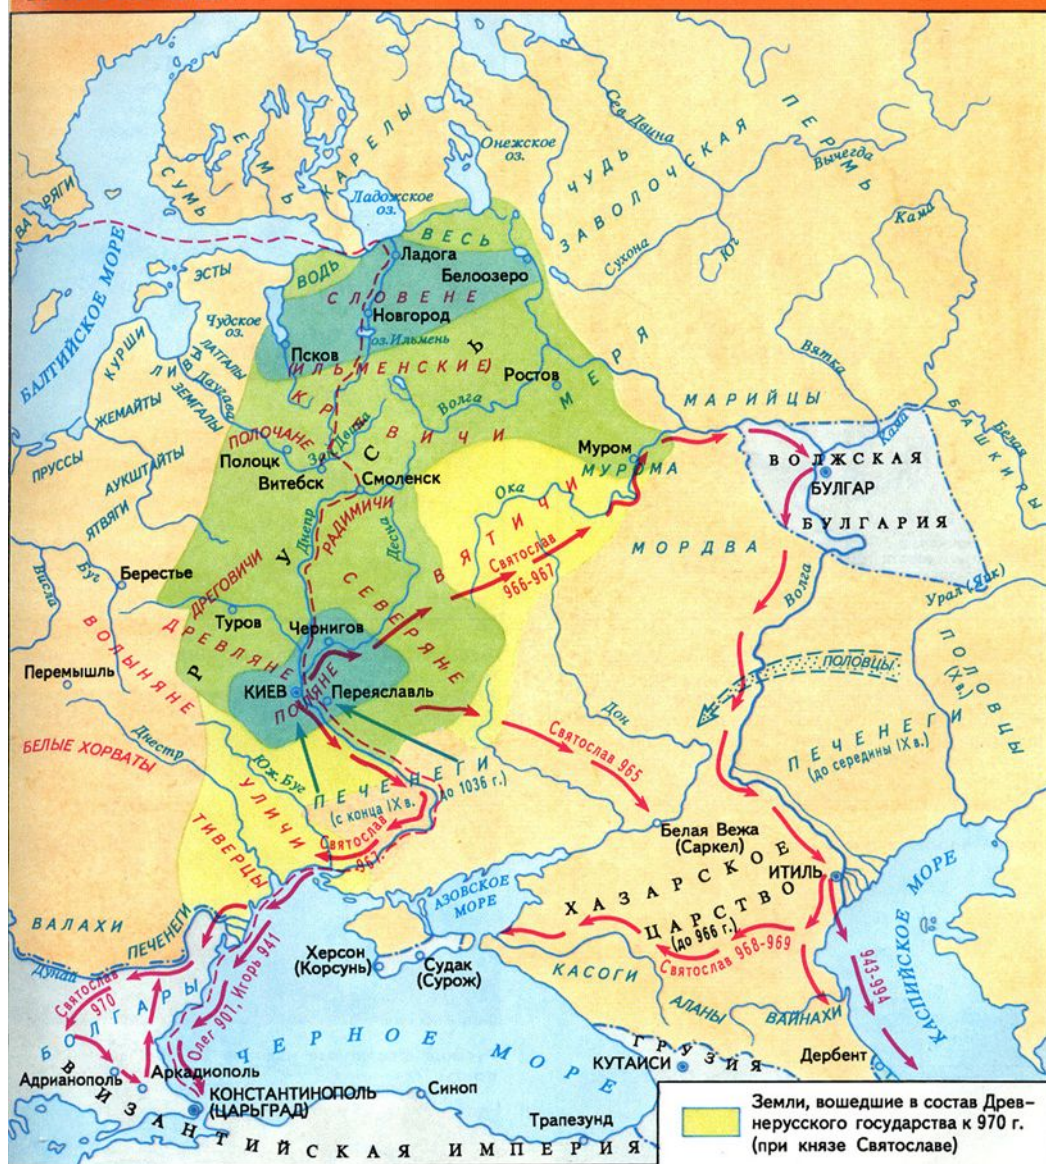 ПЕРМЬ
Сев Двина
Онежское
оз.
ЧУДЬ
ЗАВОЛОЧСКАЯ
Вычегда
КАРЕЛЫ
ЕМЬ
СУМЬ
Ладожское
оз.
ВАРЯГИ
Кама
Сухона
Юг
ВЕСЬ
Ладога
Белоозеро
ВОДЬ
ЭСТЫ
СЛОВЕНЕ
Новгород
оз.Ильмень
(ИЛЬМЕНСКИЕ)
Чудское
оз.
Псков
БАЛТИЙСКОЕ МОРЕ
КУРШИ
ЛИВЪ
ЛАТГАЛЫ
Даугава
ЗЕМГАЛЫ
ЖЕМАЙТЫ
Ростов
МЕРЯ
Вятка
Волга
КРИВИЧИ
МАРИЙЦЫ
ПОЛОЧАНЕ
Зап Двина
Полоцк
Витебск
Смоленск
ПРУССЫ
АУКШТАЙТЫ
ЯТВЯГИ
Муром
МУРОМА
Кама
Белая
БАШКИРЫ
ВОЛЖСКАЯ
БУЛГАР
БУЛГАРИЯ
Ока
РАДИМИЧИ
Днепр
Десна
ВЯТИЧИ
Святослав
966-967
МОРДВА
Волга
Урал (Яик)
Висла
Буг
Берестье
ДРЕГОВИЧИ
РУСЬ
СЕВЕРЯНЕ
Туров
Чернигов
ДРЕВЛЯНЕ
ВОЛЫНЯНЕ
Перемышль
КИЕВ
ПОЛЯНЕ
Переяславль
ПОЛОВЦЫ
ПОЛОВЦЫ
(X в.)
ПЕЧЕНЕГИ
(до середины IX в.)
Дон
Святослав 965
БЕЛЫЕ ХОРВАТЫ
Днестр
Юж. Буг
УЛИЧИ
ТИВЕРЦЫ
ПЕЧЕНЕГИ
(с конца IX в.
до 1036 г.)
Святослав
967
Белая Вежа
(Саркел)
ИТИЛЬ
ХАЗАРСКОЕ
ЦАРСТВО
(до 966 г.)
Святослав 968-969
943-994
КАСПИЙСКОЕ МОРЕ
АЗОВСКОЕ
МОРЕ
ВАЛАХИ
ПЕЧЕНЕГИ
Дунай
Херсон
(Корсунь)
Судак
(Сурож)
КАСОГИ
АЛАНЫ
ВАЙНАХИ
Святослав
970
БОЛГАРЫ
Олег 907, Игорь 941
ЧЕРНОЕ МОРЕ
ГРУЗИЯ
КУТАИСИ
Дербент
Адрианополь
Аркадиополь
КОНСТАНТИНОПОЛЬ
(ЦАРЬГРАД)
Синоп
Трапезунд
ВИЗАНТИЙСКАЯ ИМПЕРИЯ
Земли, вошедшие в состав Древ-
нерусского государства к 970 г.
(при князе Святославе)